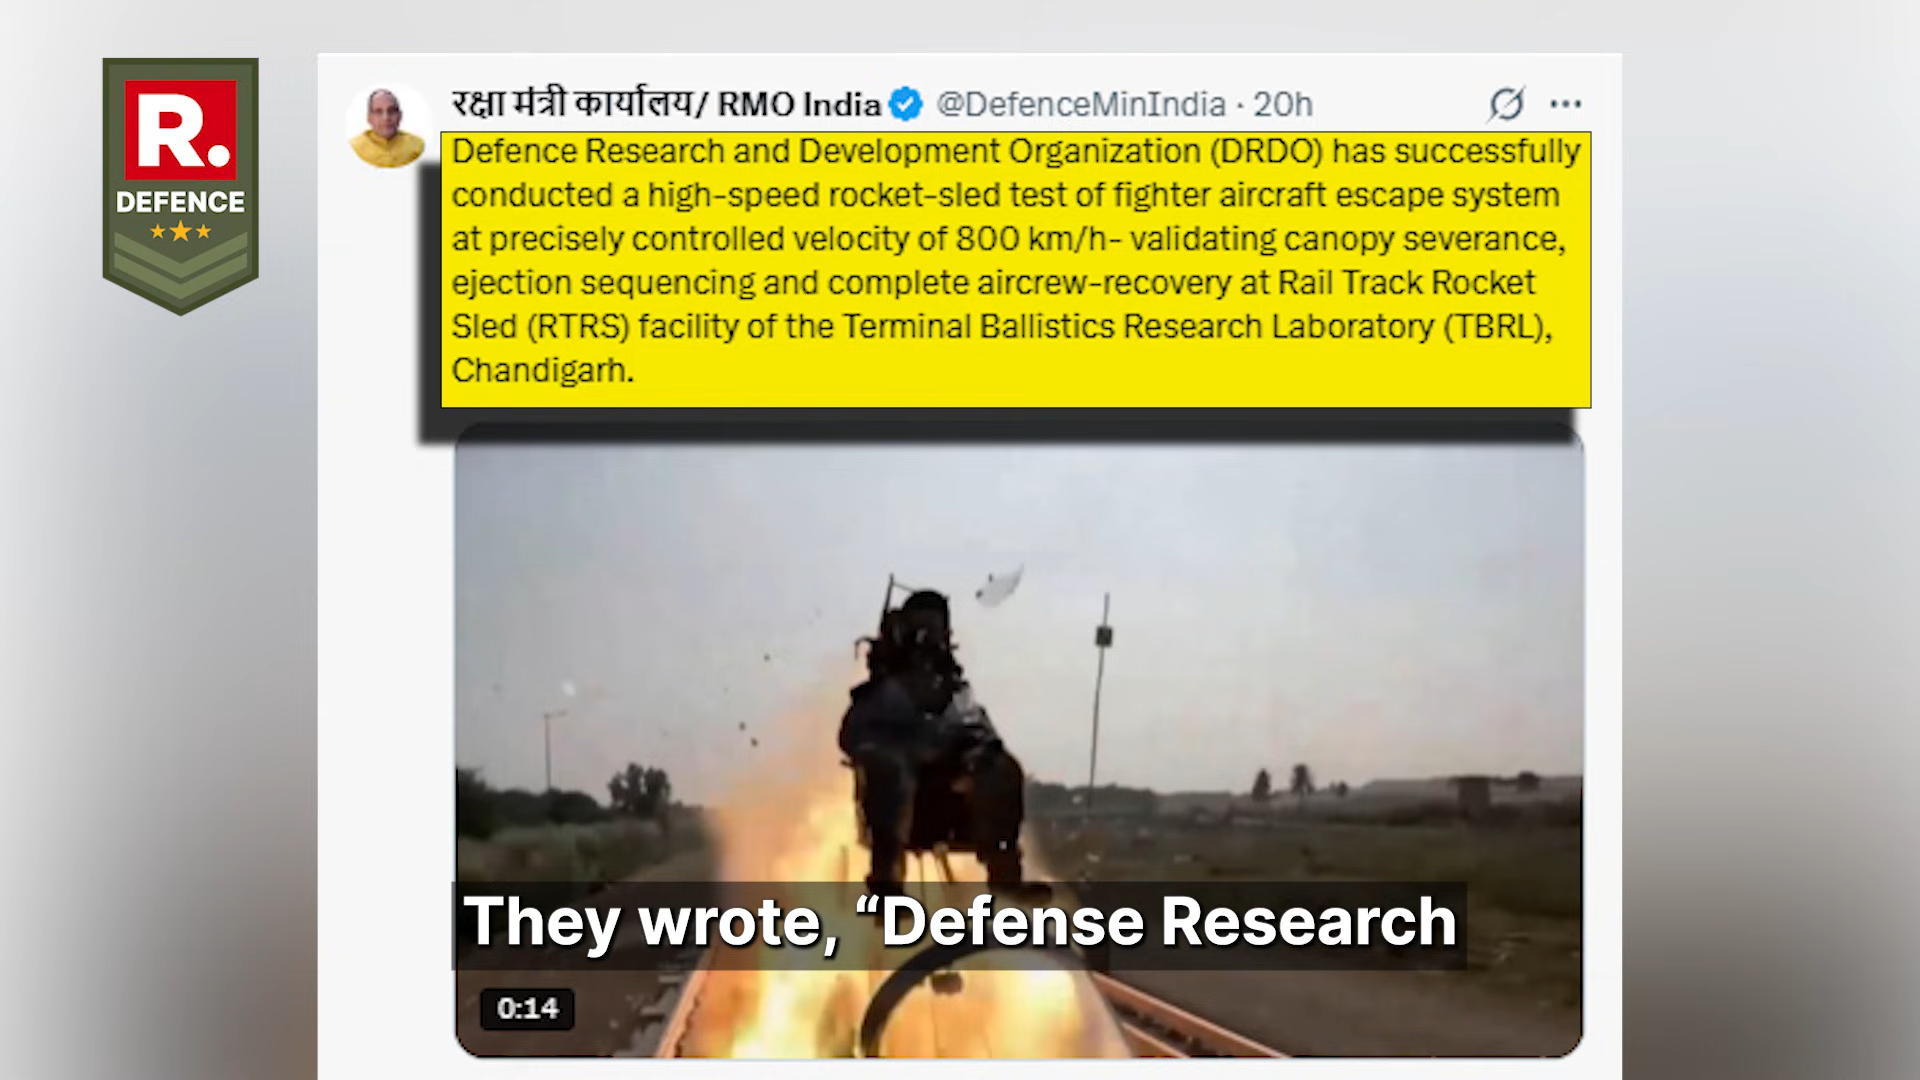 R.
DEFENCE
रक्षा मंत्री कार्यालय/ RMO India @DefenceMinIndia · 20h
Defence Research and Development Organization (DRDO) has successfully
conducted a high-speed rocket-sled test of fighter aircraft escape system
at precisely controlled velocity of 800 km/h- validating canopy severance,
ejection sequencing and complete aircrew-recovery at Rail Track Rocket
Sled (RTRS) facility of the Terminal Ballistics Research Laboratory (TBRL),
Chandigarh.
They wrote, “Defense Research
0:14